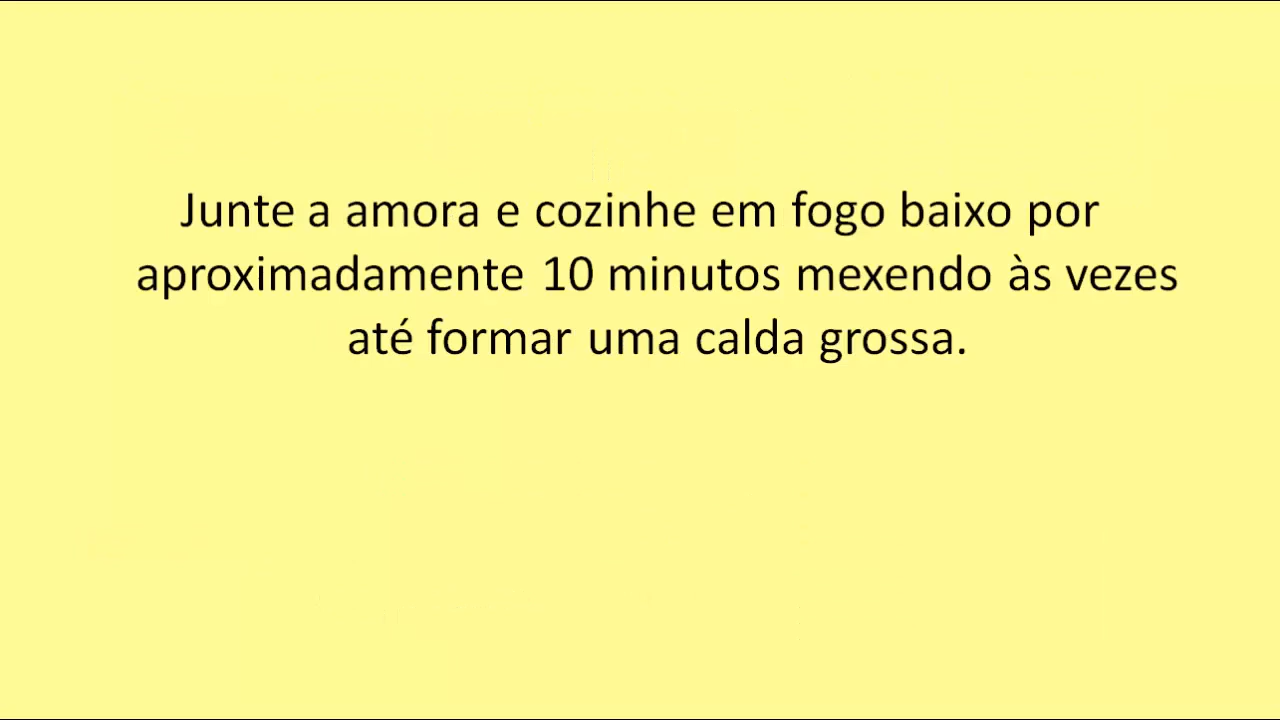 Junte a amora e cozinhe em fogo baixo por
aproximadamente 10 minutos mexendo às vezes
até formar uma calda grossa.